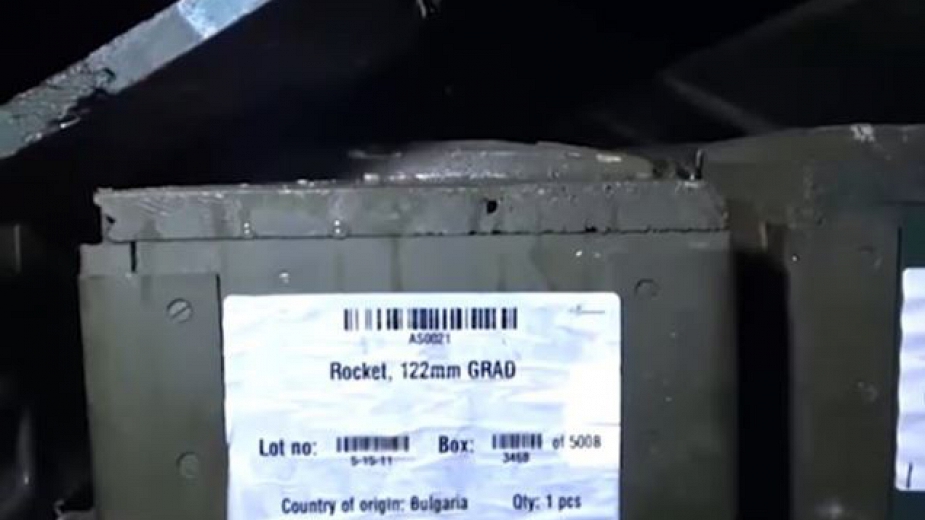 AS0021
Rocket, 122mm GRAD
Lot no: Box: of 5008
5-15-11 3468
Country of origin: Bulgaria Qty: 1 pcs